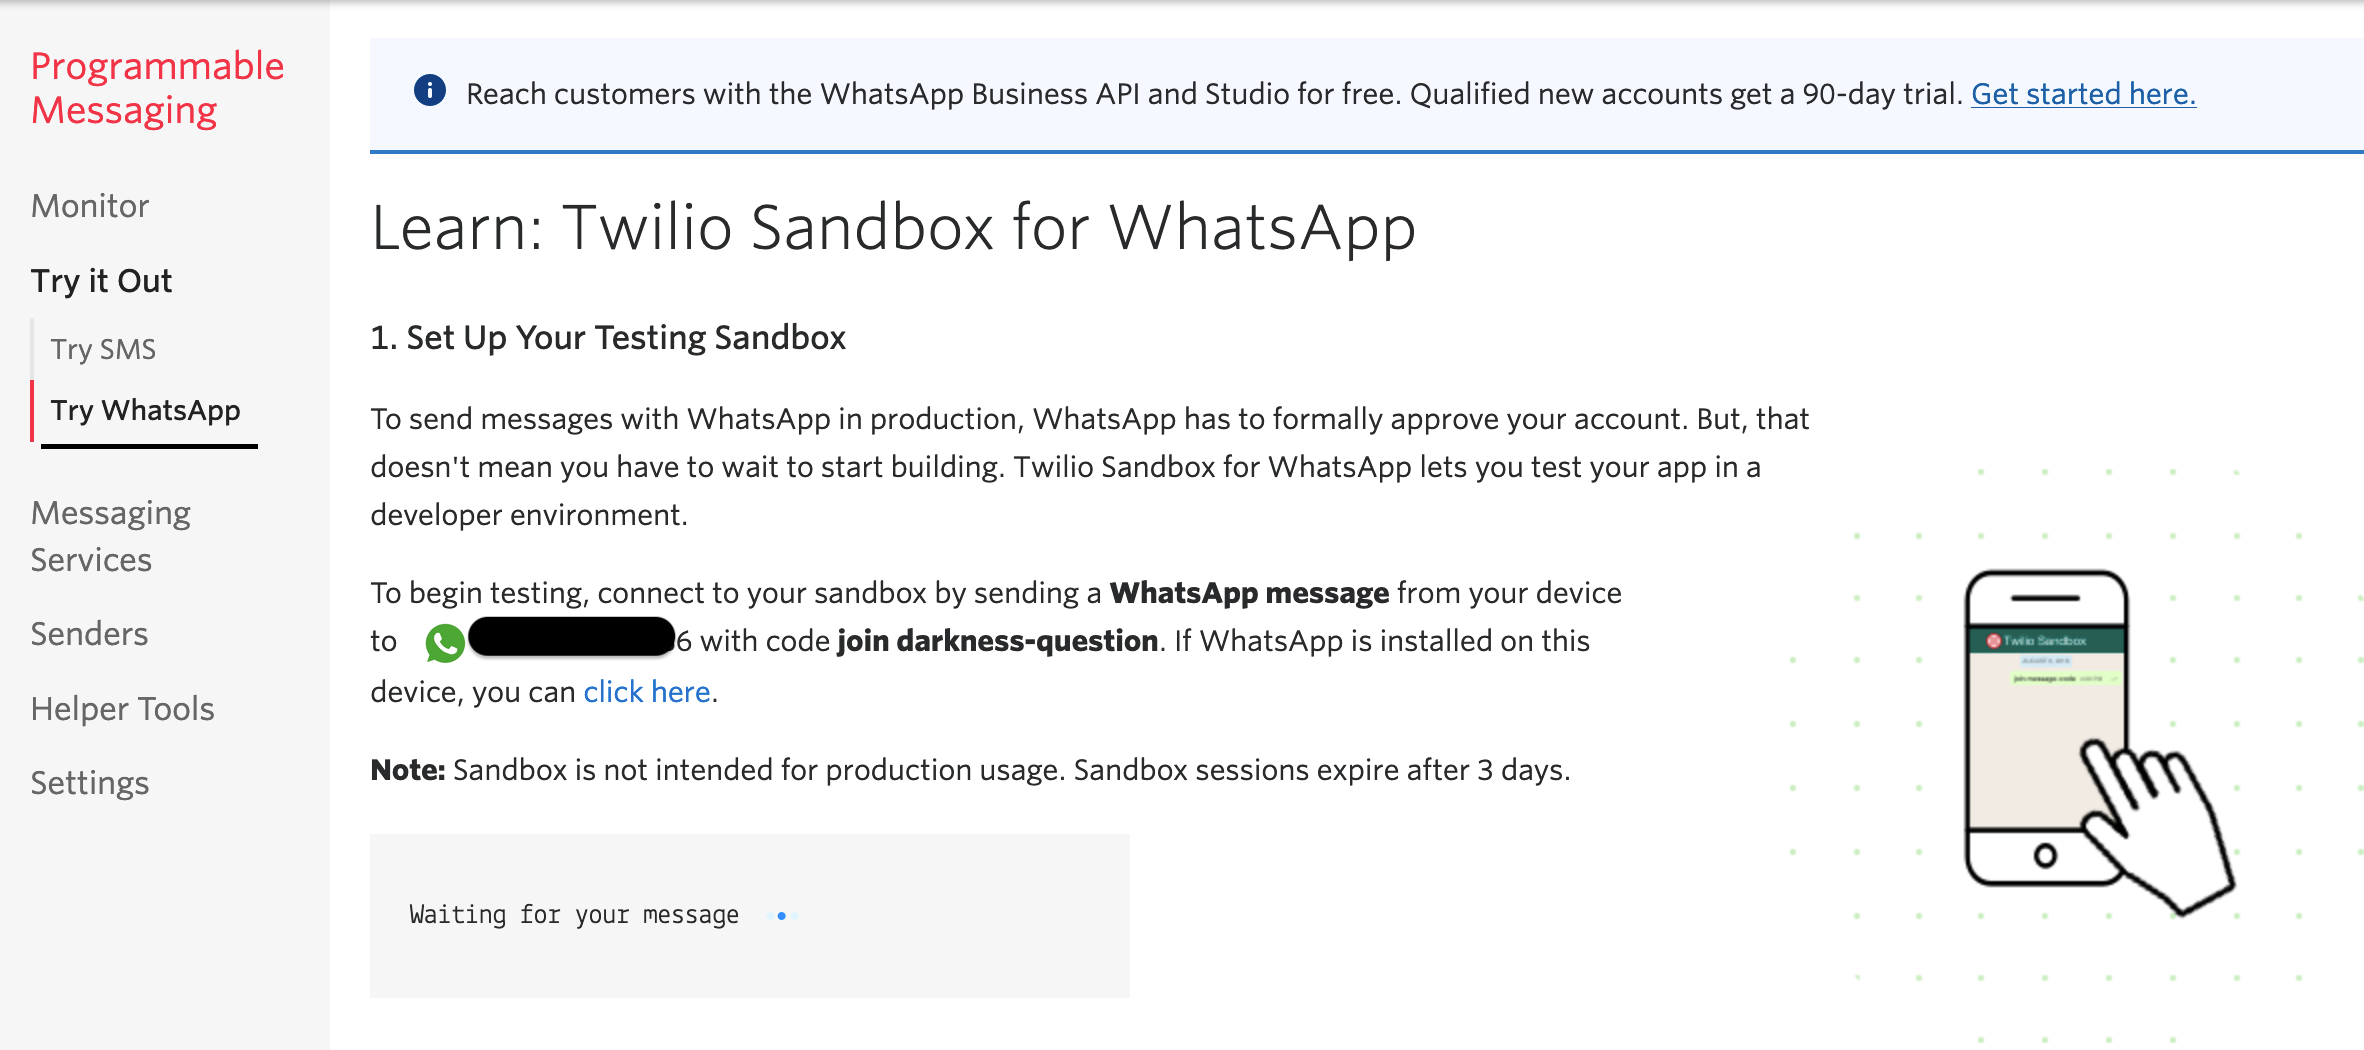 Programmable
Messaging
Monitor
Try it Out
Try SMS
Try WhatsApp
Messaging
Services
Senders
Helper Tools
Settings
Reach customers with the WhatsApp Business API and Studio for free. Qualified new accounts get a 90-day trial. Get started here.
Learn: Twilio Sandbox for WhatsApp
1. Set Up Your Testing Sandbox
To send messages with WhatsApp in production, WhatsApp has to formally approve your account. But, that
doesn't mean you have to wait to start building. Twilio Sandbox for WhatsApp lets you test your app in a
developer environment.
To begin testing, connect to your sandbox by sending a WhatsApp message from your device
to 6 with code join darkness-question. If WhatsApp is installed on this
device, you can click here.
Note: Sandbox is not intended for production usage. Sandbox sessions expire after 3 days.
Waiting for your message
Twilio Sandbox
join message code